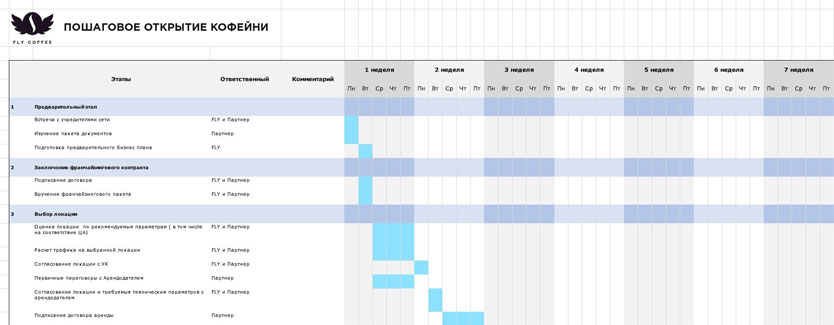 FLY COFFEE
ПОШАГОВОЕ ОТКРЫТИЕ КОФЕЙНИ
Этапы Ответственный Комментарий 1 неделя 2 неделя 3 неделя 4 неделя 5 неделя 6 неделя 7 неделя
Пн Вт Ср Чт Пт Пн Вт Ср Чт Пт Пн Вт Ср Чт Пт Пн Вт Ср Чт Пт Пн Вт Ср Чт Пт Пн Вт Ср Чт Пт Пн Вт Ср Чт Пт
1 Предварительный этап
Встреча с учредителями сети FLY и Партнер
Изучение пакета документов Партнер
Подготовка предварительного бизнес плана FLY
2 Заключение франчайзингового контракта
Подписание договора FLY и Партнер
Вручение франчайзингового пакета FLY и Партнер
3 Выбор локации
Оценка локации по рекомендуемым параметрам ( в том числе FLY и Партнер
на соответствие ЦА)
Расчет трафика на выбранной локации FLY и Партнер
Согласование локации с УК FLY и Партнер
Первичные переговоры с Арендодателем Партнер
Согласование локации и требуемых технических параметров с FLY и Партнер
арендодателем
Подписание договора аренды Партнер